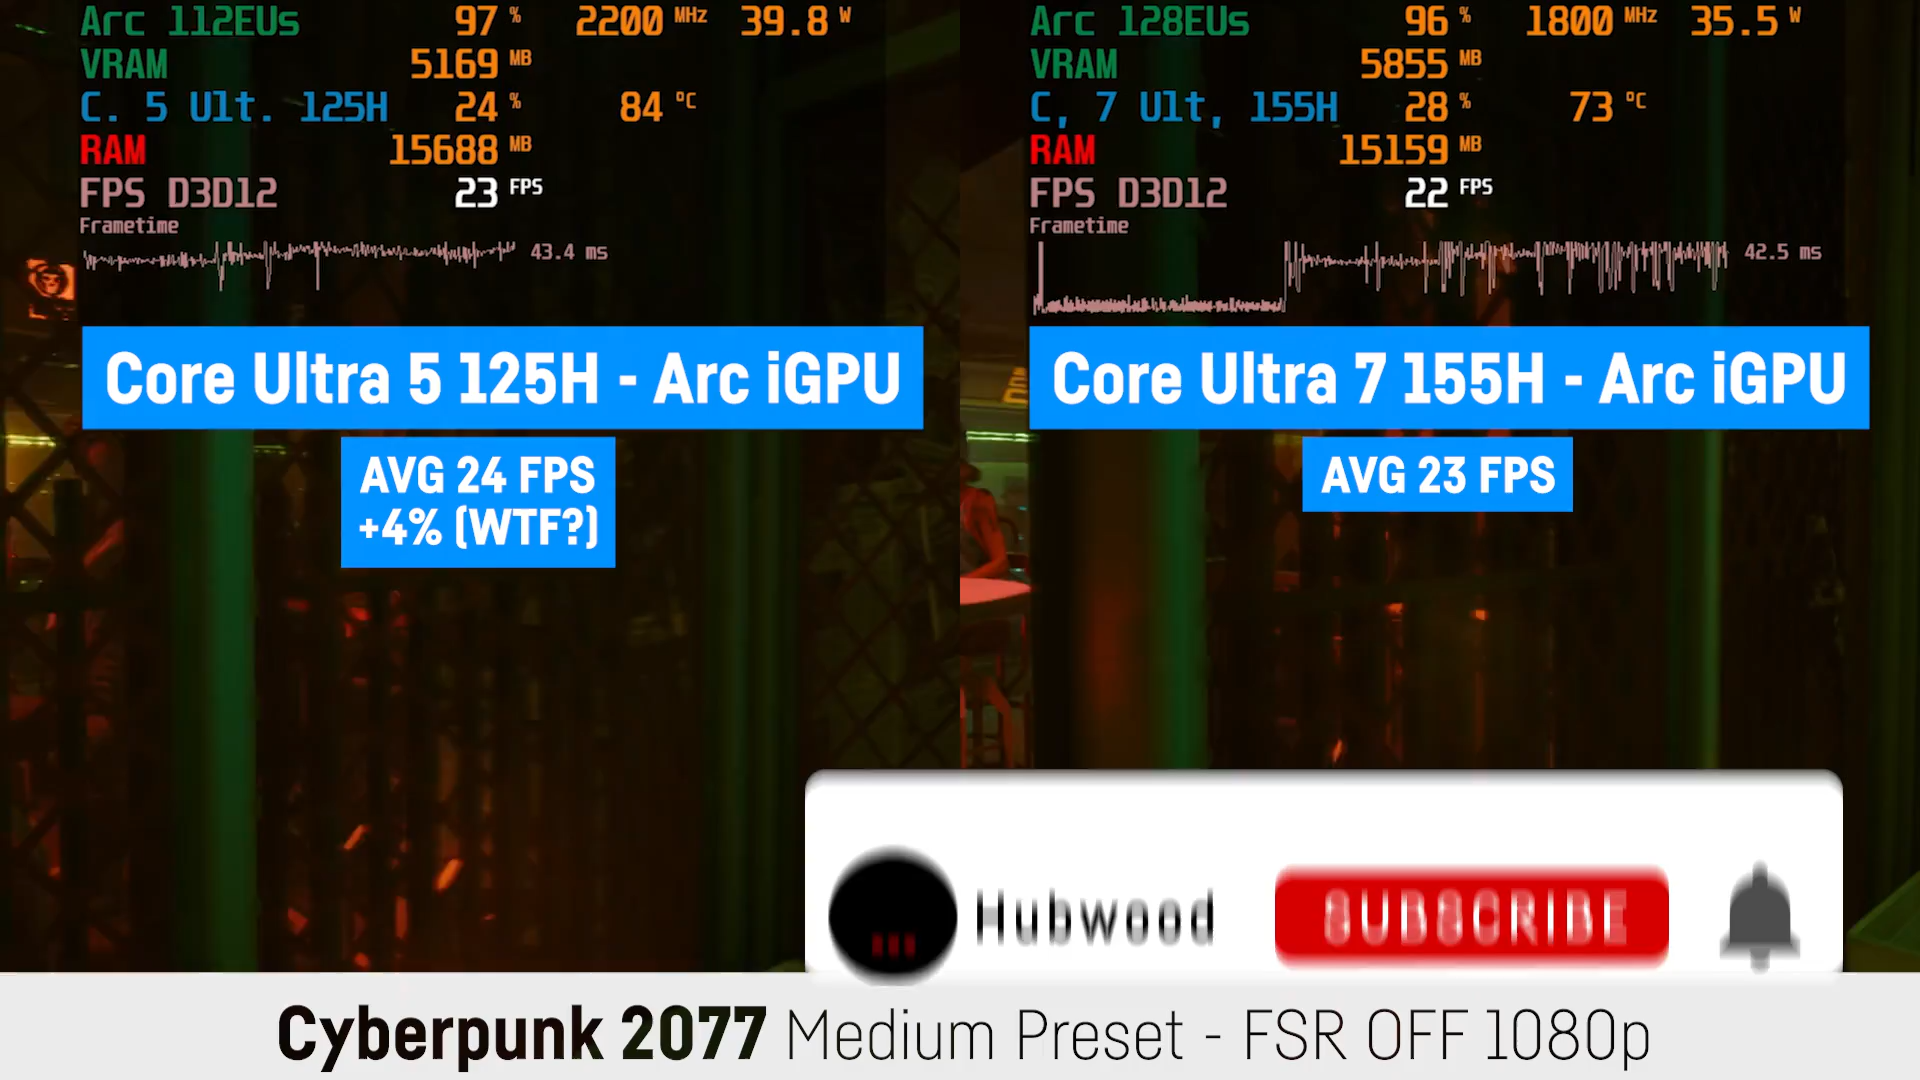 Arc 112EUs 97 % 2200 MHz 39.8 W
VRAM 5169 MB
C. 5 Ult. 125H 24 % 84 °C
RAM 15688 MB
FPS D3D12 23 FPS
Frametime
43.4 ms
Core Ultra 5 125H - Arc iGPU
AVG 24 FPS
+4% (WTF?)
Arc 128EUs 96 % 1800 MHz 35.5 W
VRAM 5855 MB
C, 7 Ult, 155H 28 % 73 °C
RAM 15159 MB
FPS D3D12 22 FPS
Frametime
42.5 ms
Core Ultra 7 155H - Arc iGPU
AVG 23 FPS
Hubwood SUBSCRIBE
Cyberpunk 2077 Medium Preset - FSR OFF 1080p